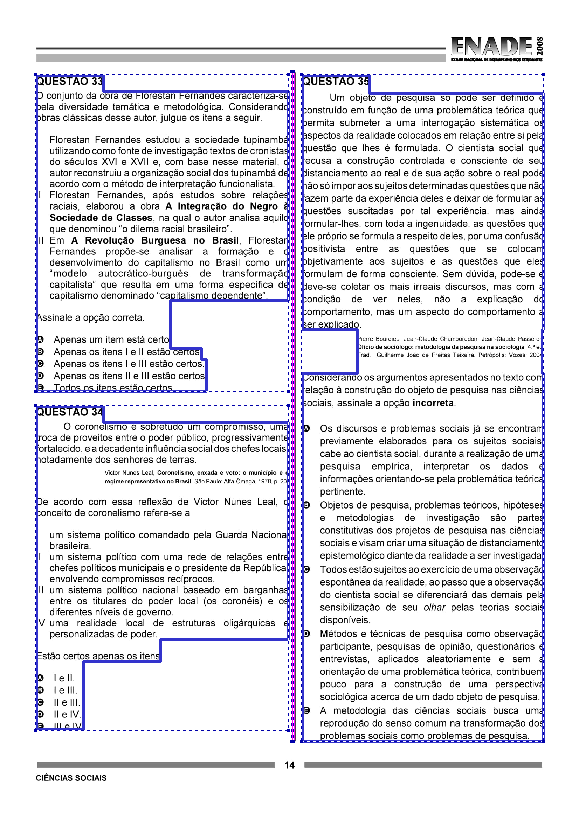 ENADE 2008
EXAME NACIONAL DE DESEMPENHO DOS ESTUDANTES
QUESTÃO 33
O conjunto da obra de Florestan Fernandes caracteriza-se
pela diversidade temática e metodológica. Considerando
obras clássicas desse autor, julgue os itens a seguir.
Florestan Fernandes estudou a sociedade tupinambá
utilizando como fonte de investigação textos de cronistas
do séculos XVI e XVII e, com base nesse material, o
autor reconstruiu a organização social dos tupinambá de
acordo com o método de interpretação funcionalista.
II Florestan Fernandes, após estudos sobre relações
raciais, elaborou a obra A Integração do Negro à
Sociedade de Classes, na qual o autor analisa aquilo
que denominou "o dilema racial brasileiro".
III Em A Revolução Burguesa no Brasil, Florestan
Fernandes propõe-se analisar a formação e o
desenvolvimento do capitalismo no Brasil como um
"modelo autocrático-burguês de transformação
capitalista" que resulta em uma forma específica de
capitalismo denominado "capitalismo dependente".
Assinale a opção correta.
A Apenas um item está certo.
B Apenas os itens I e II estão certos.
C Apenas os itens I e III estão certos.
D Apenas os itens II e III estão certos.
E Todos os itens estão certos.
QUESTÃO 34
O coronelismo é sobretudo um compromisso, uma
troca de proveitos entre o poder público, progressivamente
fortalecido, e a decadente influência social dos chefes locais,
notadamente dos senhores de terras.
Victor Nunes Leal, Coronelismo, enxada e voto: o município e o
regime representativo no Brasil. São Paulo: Alfa Ômega, 1978, p. 20.
De acordo com essa reflexão de Victor Nunes Leal, o
conceito de coronelismo refere-se a
um sistema político comandado pela Guarda Nacional
brasileira.
II um sistema político com uma rede de relações entre
chefes políticos municipais e o presidente da República,
envolvendo compromissos recíprocos.
III um sistema político nacional baseado em barganhas
entre os titulares do poder local (os coronéis) e os
diferentes níveis de governo.
IV uma realidade local de estruturas oligárquicas e
personalizadas de poder.
Estão certos apenas os itens
A I e II.
B I e III.
C II e III.
D II e IV.
E III e IV.
QUESTÃO 35
Um objeto de pesquisa só pode ser definido e
construído em função de uma problemática teórica que
permita submeter a uma interrogação sistemática os
aspectos da realidade colocados em relação entre si pela
questão que lhes é formulada. O cientista social que
recusa a construção controlada e consciente de seu
distanciamento ao real e de sua ação sobre o real pode
não só impor aos sujeitos determinadas questões que não
fazem parte da experiência deles e deixar de formular as
questões suscitadas por tal experiência, mas ainda
formular-lhes, com toda a ingenuidade, as questões que
ele próprio se formula a respeito deles, por uma confusão
positivista entre as questões que se colocam
objetivamente aos sujeitos e as questões que eles
formulam de forma consciente. Sem dúvida, pode-se e
deve-se coletar os mais irreais discursos, mas com a
condição de ver neles, não a explicação do
comportamento, mas um aspecto do comportamento a
ser explicado.
Pierre Bourdieu, Jean-Claude Chamboredon, Jean-Claude Passeron.
Ofício de sociólogo: metodologia da pesquisa na sociologia. 4.ª ed.
Trad. Guilherme João de Freitas Teixeira. Petrópolis: Vozes, 2004.
Considerando os argumentos apresentados no texto com
relação à construção do objeto de pesquisa nas ciências
sociais, assinale a opção incorreta.
A Os discursos e problemas sociais já se encontram
previamente elaborados para os sujeitos sociais;
cabe ao cientista social, durante a realização de uma
pesquisa empírica, interpretar os dados e
informações orientando-se pela problemática teórica
pertinente.
B Objetos de pesquisa, problemas teóricos, hipóteses
e metodologias de investigação são partes
constitutivas dos projetos de pesquisa nas ciências
sociais e visam criar uma situação de distanciamento
epistemológico diante da realidade a ser investigada.
C Todos estão sujeitos ao exercício de uma observação
espontânea da realidade, ao passo que a observação
do cientista social se diferenciará das demais pela
sensibilização de seu olhar pelas teorias sociais
disponíveis.
D Métodos e técnicas de pesquisa como observação
participante, pesquisas de opinião, questionários e
entrevistas, aplicados aleatoriamente e sem a
orientação de uma problemática teórica, contribuem
pouco para a construção de uma perspectiva
sociológica acerca de um dado objeto de pesquisa.
E A metodologia das ciências sociais busca uma
reprodução do senso comum na transformação dos
problemas sociais como problemas de pesquisa.
14
CIÊNCIAS SOCIAIS